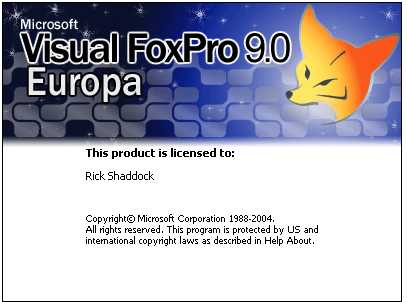 Microsoft
Visual FoxPro 9.0
Europa
This product is licensed to:
Rick Shaddock
Copyright© Microsoft Corporation 1988-2004.
All rights reserved. This program is protected by US and
international copyright laws as described in Help About.